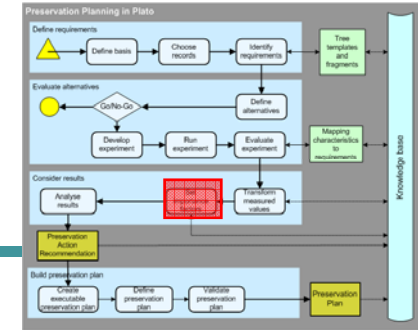 Preservation Planning in Plato
Define requirements
Define basis
Choose
records
Identify
requirements
Tree
templates
and
fragments
Evaluate alternatives
Go/No-Go
Define
alternatives
Develop
experiment
Run
experiment
Evaluate
experiment
Mapping
characteristics
to
requirements
Knowledge base
Consider results
Analyse
results
Set
Transform
measured
values
Preservation
Action
Recommendation
Build preservation plan
Create
executable
preservation plan
Define
preservation
plan
Validate
preservation
plan
Preservation
Plan